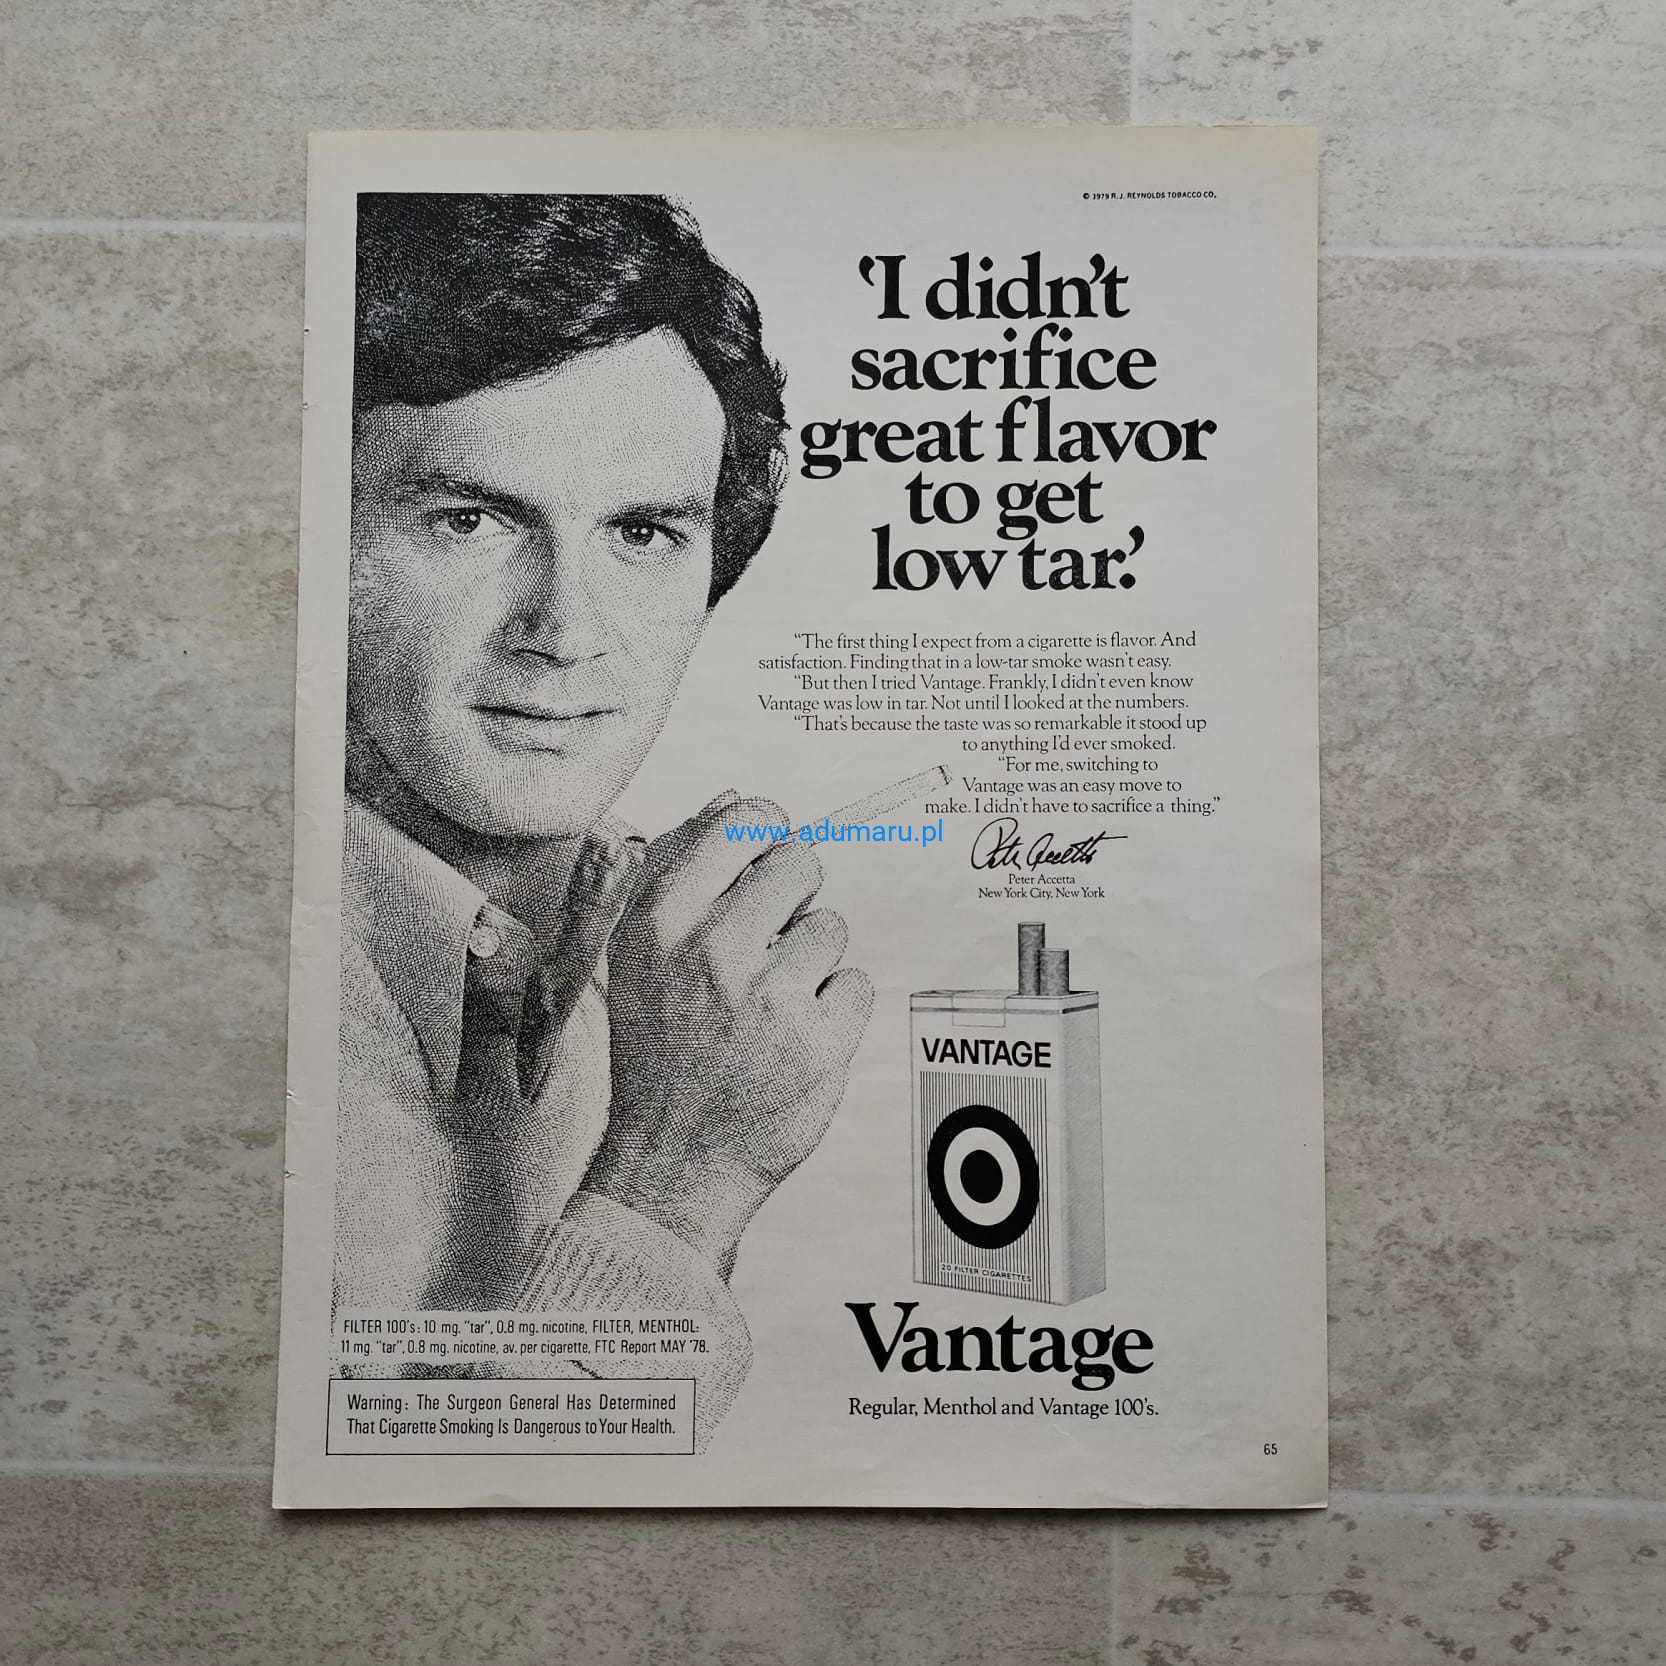 © 1979 R.J. REYNOLDS TOBACCO CO.
‘I didn’t
sacrifice
great flavor
to get
low tar.’
“The first thing I expect from a cigarette is flavor. And
satisfaction. Finding that in a low-tar smoke wasn’t easy.
“But then I tried Vantage. Frankly, I didn’t even know
Vantage was low in tar. Not until I looked at the numbers.
“That’s because the taste was so remarkable it stood up
to anything I’d ever smoked.
“For me, switching to
Vantage was an easy move to
make. I didn’t have to sacrifice a thing.”
www.adumaru.pl
Peter Accetta
Peter Accetta
New York City, New York
VANTAGE
20 FILTER CIGARETTES
Vantage
Regular, Menthol and Vantage 100’s.
FILTER 100’s: 10 mg. "tar", 0.8 mg. nicotine, FILTER, MENTHOL:
11 mg. "tar", 0.8 mg. nicotine, av. per cigarette, FTC Report MAY ’78.
Warning: The Surgeon General Has Determined
That Cigarette Smoking Is Dangerous to Your Health.
65